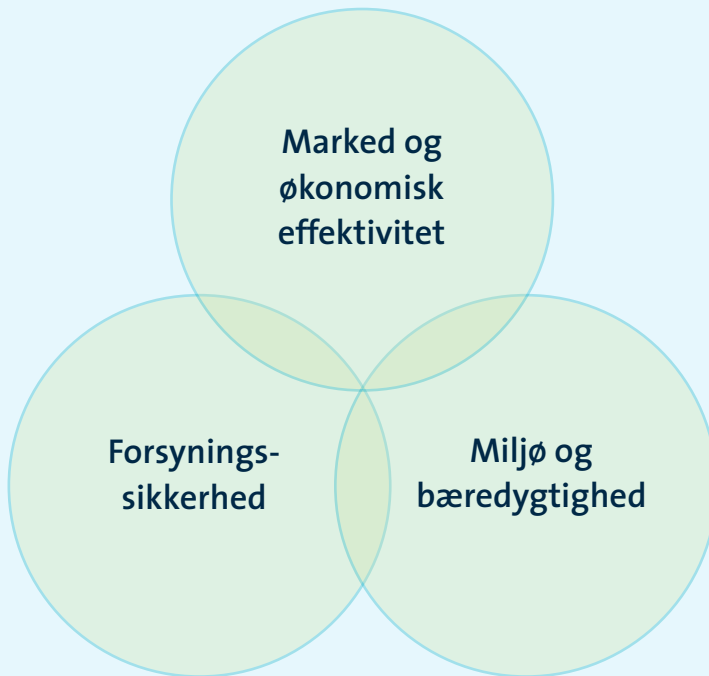 Marked og
økonomisk
effektivitet
Forsynings-
sikkerhed
Miljø og
bæredygtighed